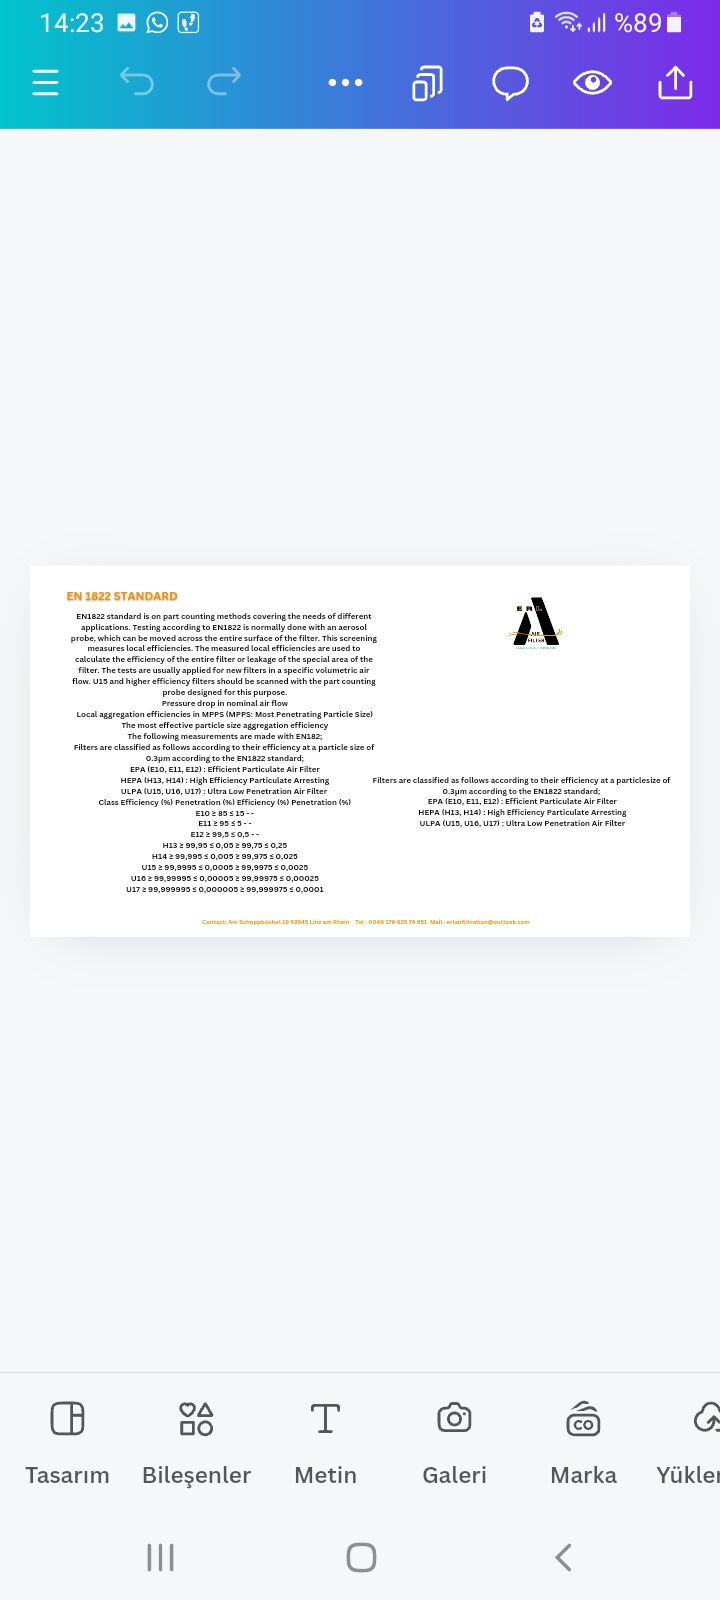 14:23
%89
EN 1822 STANDARD
EN1822 standard is on part counting methods covering the needs of different
applications. Testing according to EN1822 is normally done with an aerosol
probe, which can be moved across the entire surface of the filter. This screening
measures local efficiencies. The measured local efficiencies are used to
calculate the efficiency of the entire filter or leakage of the special area of the
filter. The tests are usually applied for new filters in a specific volumetric air
flow. U15 and higher efficiency filters should be scanned with the part counting
probe designed for this purpose.
Pressure drop in nominal air flow
Local aggregation efficiencies in MPPS (MPPS: Most Penetrating Particle Size)
The most effective particle size aggregation efficiency
The following measurements are made with EN182;
Filters are classified as follows according to their efficiency at a particle size of
0.3µm according to the EN1822 standard;
EPA (E10, E11, E12) : Efficient Particulate Air Filter
HEPA (H13, H14) : High Efficiency Particulate Arresting
ULPA (U15, U16, U17) : Ultra Low Penetration Air Filter
Class Efficiency (%) Penetration (%) Efficiency (%) Penetration (%)
E10 ≥ 85 ≤ 15 - -
E11 ≥ 95 ≤ 5 - -
E12 ≥ 99,5 ≤ 0,5 - -
H13 ≥ 99,95 ≤ 0,05 ≥ 99,75 ≤ 0,25
H14 ≥ 99,995 ≤ 0,005 ≥ 99,975 ≤ 0,025
U15 ≥ 99,9995 ≤ 0,0005 ≥ 99,9975 ≤ 0,0025
U16 ≥ 99,99995 ≤ 0,00005 ≥ 99,99975 ≤ 0,00025
U17 ≥ 99,999995 ≤ 0,000005 ≥ 99,999975 ≤ 0,0001
AIR
FILTER
Filters are classified as follows according to their efficiency at a particlesize of
0.3µm according to the EN1822 standard;
EPA (E10, E11, E12) : Efficient Particulate Air Filter
HEPA (H13, H14) : High Efficiency Particulate Arresting
ULPA (U15, U16, U17) : Ultra Low Penetration Air Filter
Contact: Am Schoppbüchel 19 53545 Linz am Rhein Tel : 0049 176 625 74 851 Mail : erlairfiltration@outlook.com
CO
Tasarım
Bileşenler
Metin
Galeri
Marka